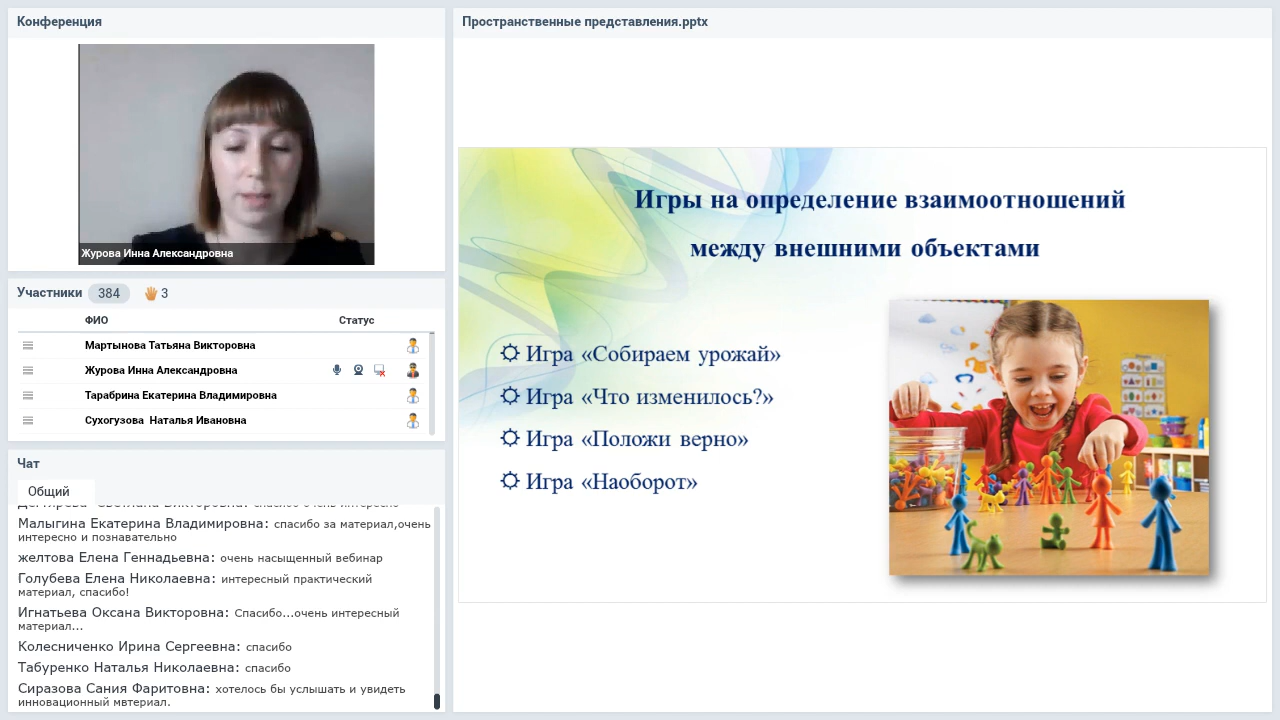 Конференция
Журова Инна Александровна
Участники 384 3
ФИО Статус
Мартынова Татьяна Викторовна
Журова Инна Александровна
Тарабрина Екатерина Владимировна
Сухогузова Наталья Ивановна
Чат
Общий
Малыгина Екатерина Владимировна: спасибо за материал,очень
интересно и познавательно
желтова Елена Геннадьевна: очень насыщенный вебинар
Голубева Елена Николаевна: интересный практический
материал, спасибо!
Игнатьева Оксана Викторовна: Спасибо...очень интересный
материал...
Колесниченко Ирина Сергеевна: спасибо
Табуренко Наталья Николаевна: спасибо
Сиразова Сания Фаритовна: хотелось бы услышать и увидеть
инновационный мвтериал.
Пространственные представления.pptx
Игры на определение взаимоотношений
между внешними объектами
Игра «Собираем урожай»
Игра «Что изменилось?»
Игра «Положи верно»
Игра «Наоборот»